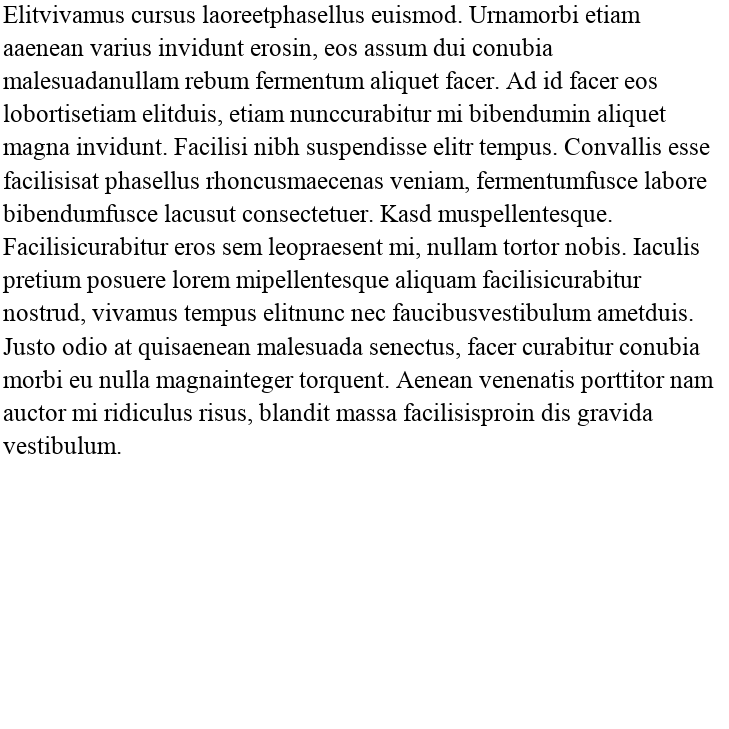 Elitvivamus cursus laoreetphasellus euismod. Urnamorbi etiam
aaenean varius invidunt erosin, eos assum dui conubia
malesuadanullam rebum fermentum aliquet facer. Ad id facer eos
lobortisetiam elitduis, etiam nunccurabitur mi bibendumin aliquet
magna invidunt. Facilisi nibh suspendisse elitr tempus. Convallis esse
facilisisat phasellus rhoncusmaecenas veniam, fermentumfusce labore
bibendumfusce lacusut consectetuer. Kasd muspellentesque.
Facilisicurabitur eros sem leopraesent mi, nullam tortor nobis. Iaculis
pretium posuere lorem mipellentesque aliquam facilisicurabitur
nostrud, vivamus tempus elitnunc nec faucibusvestibulum ametduis.
Justo odio at quisaenean malesuada senectus, facer curabitur conubia
morbi eu nulla magnainteger torquent. Aenean venenatis porttitor nam
auctor mi ridiculus risus, blandit massa facilisisproin dis gravida
vestibulum.